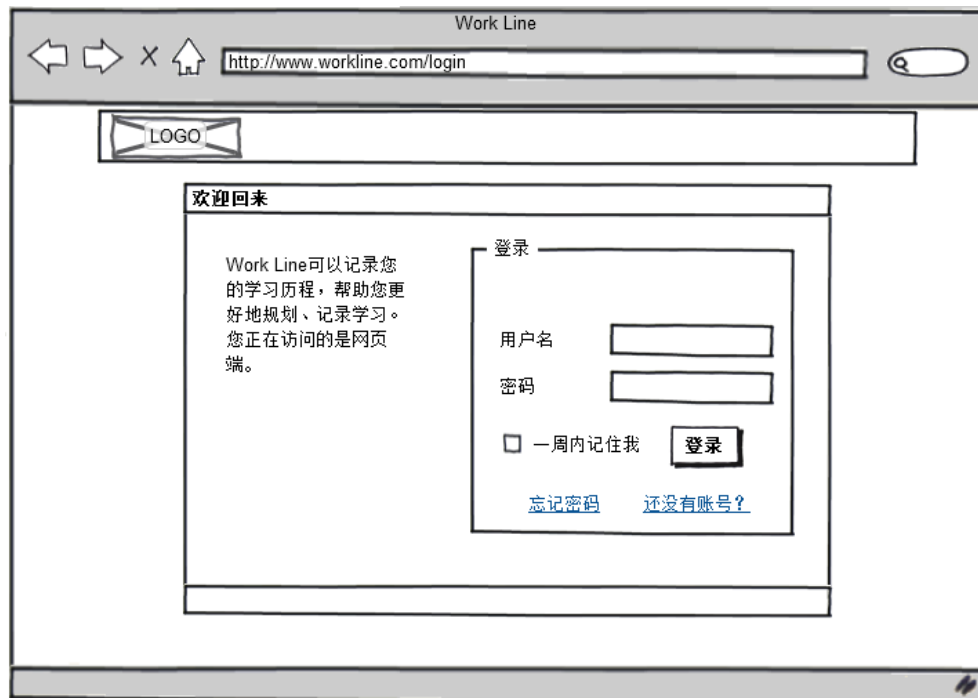 Work Line
http://www.workline.com/login
LOGO
欢迎回来
Work Line可以记录您
的学习历程，帮助您更
好地规划、记录学习。
您正在访问的是网页
端。
登录
用户名
密码
一周内记住我
登录
忘记密码
还没有账号？